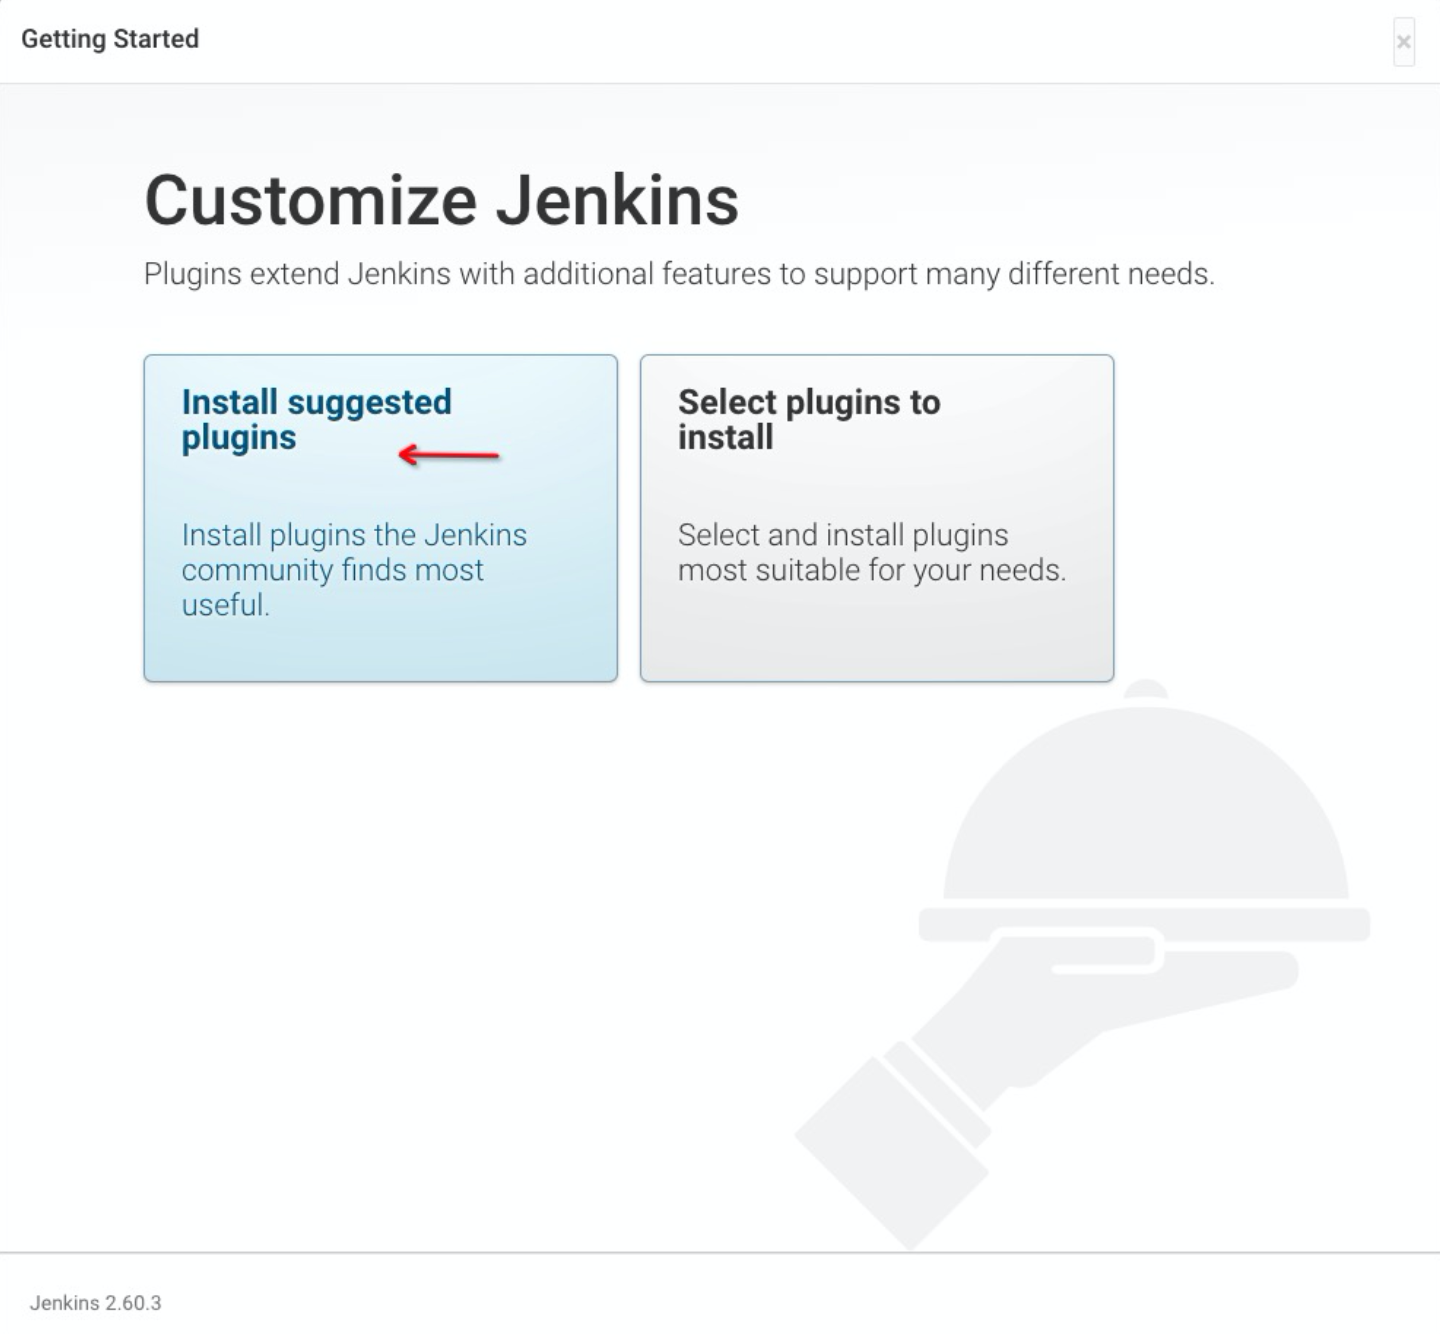 Getting Started
×
Customize Jenkins
Plugins extend Jenkins with additional features to support many different needs.
Install suggested
plugins
Install plugins the Jenkins
community finds most
useful.
Select plugins to
install
Select and install plugins
most suitable for your needs.
Jenkins 2.60.3